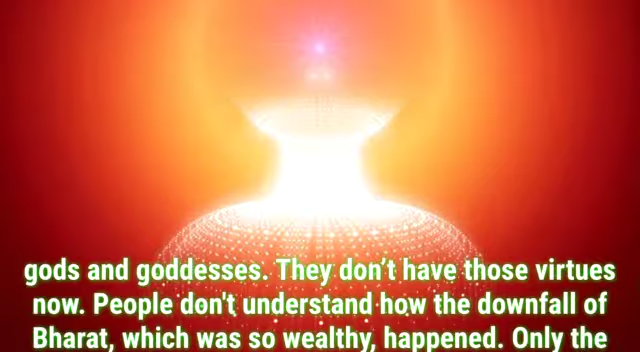 gods and goddesses. They don’t have those virtues
now. People don't understand how the downfall of
Bharat, which was so wealthy, happened. Only the